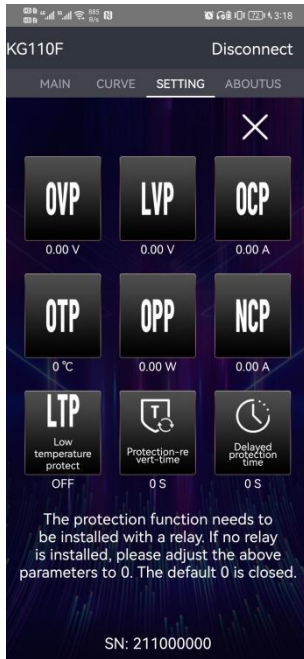 885 B/s 72 3:18
KG110F Disconnect
MAIN CURVE SETTING ABOUTUS
OVP LVP OCP
0.00 V 0.00 V 0.00 A
OTP OPP NCP
0 ℃ 0.00 W 0.00 A
LTP T
Low
temperature
protect
Protection-re
vert-time
Delayed
protection
time
OFF 0 S 0 S
The protection function needs to
be installed with a relay. If no relay
is installed, please adjust the above
parameters to 0. The default 0 is closed.
SN: 211000000